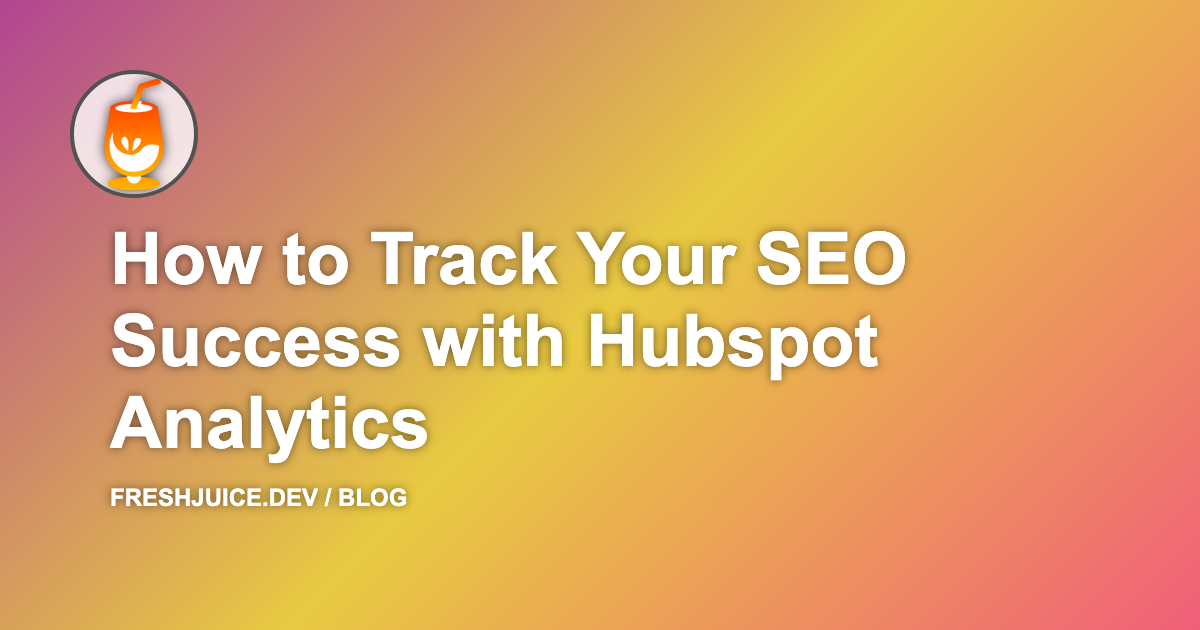 How to Track Your SEO
Success with Hubspot
Analytics
FRESHJUICE.DEV / BLOG